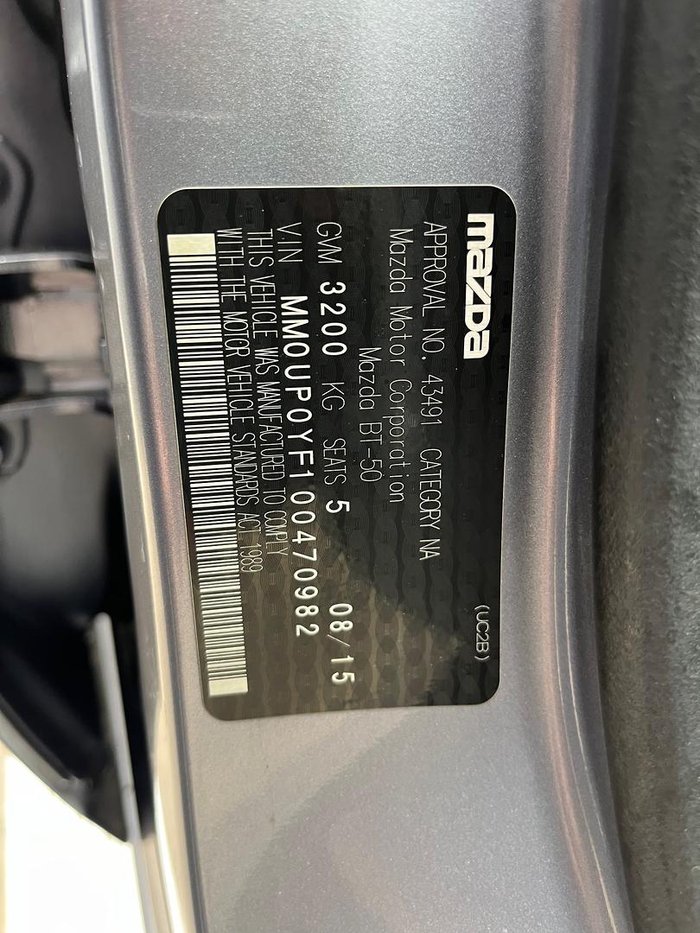 mazda
(UC2B)
APPROVAL NO. 43491 CATEGORY NA
Mazda Motor Corporation
Mazda BT-50
GVM 3200 KG SEATS 5 08/15
V.I.N MM0UP0YF100470982
THIS VEHICLE WAS MANUFACTURED TO COMPLY
WITH THE MOTOR VEHICLE STANDARDS ACT 1989